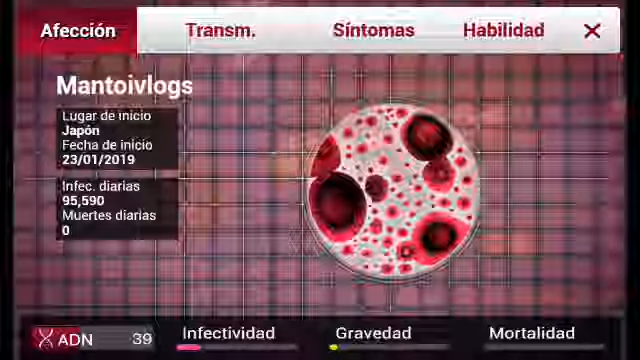 Afección
Transm.
Síntomas
Habilidad
Mantoivlogs
Lugar de inicio
Japón
Fecha de inicio
23/01/2019
Infec. diarias
95,590
Muertes diarias
0
ADN
39
Infectividad
Gravedad
Mortalidad